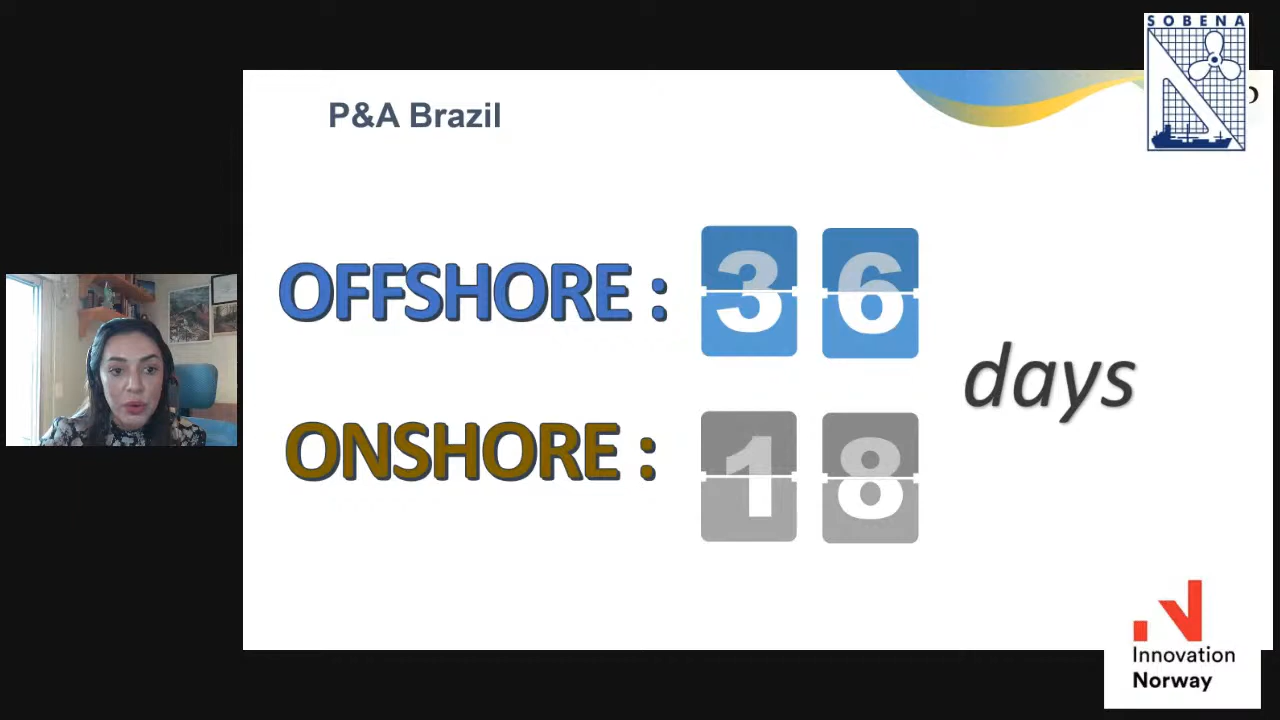 SOBENA
P&A Brazil
OFFSHORE : 36
days
ONSHORE : 18
Innovation
Norway